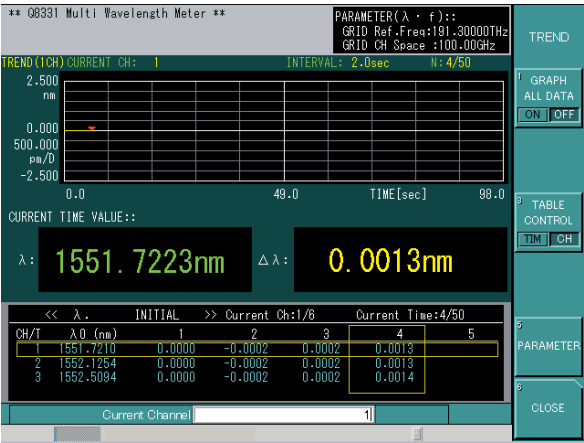 ** Q8331 Multi Wavelength Meter **
PARAMETER(λ · f)::
GRID Ref.Freq:191.30000THz
GRID CH Space :100.00GHz
TREND
TREND(1CH) CURRENT CH: 1 INTERVAL: 2.0sec N: 4/50
2.500
nm
0.000
500.000
pm/D
-2.500
0.0 49.0 TIME[sec] 98.0
1 GRAPH
ALL DATA
ON OFF
CURRENT TIME VALUE::
λ: 1551.7223nm Δλ: 0.0013nm
3 TABLE
CONTROL
TIM CH
<< λ. INITIAL >> Current Ch:1/6 Current Time:4/50
CH/T λ0 (nm) 1 2 3 4 5
1 1551.7210 0.0000 -0.0002 0.0002 0.0013
2 1552.1254 0.0000 -0.0002 0.0002 0.0013
3 1552.5094 0.0000 -0.0002 0.0002 0.0014
5
PARAMETER
6
CLOSE
Current Channel 1